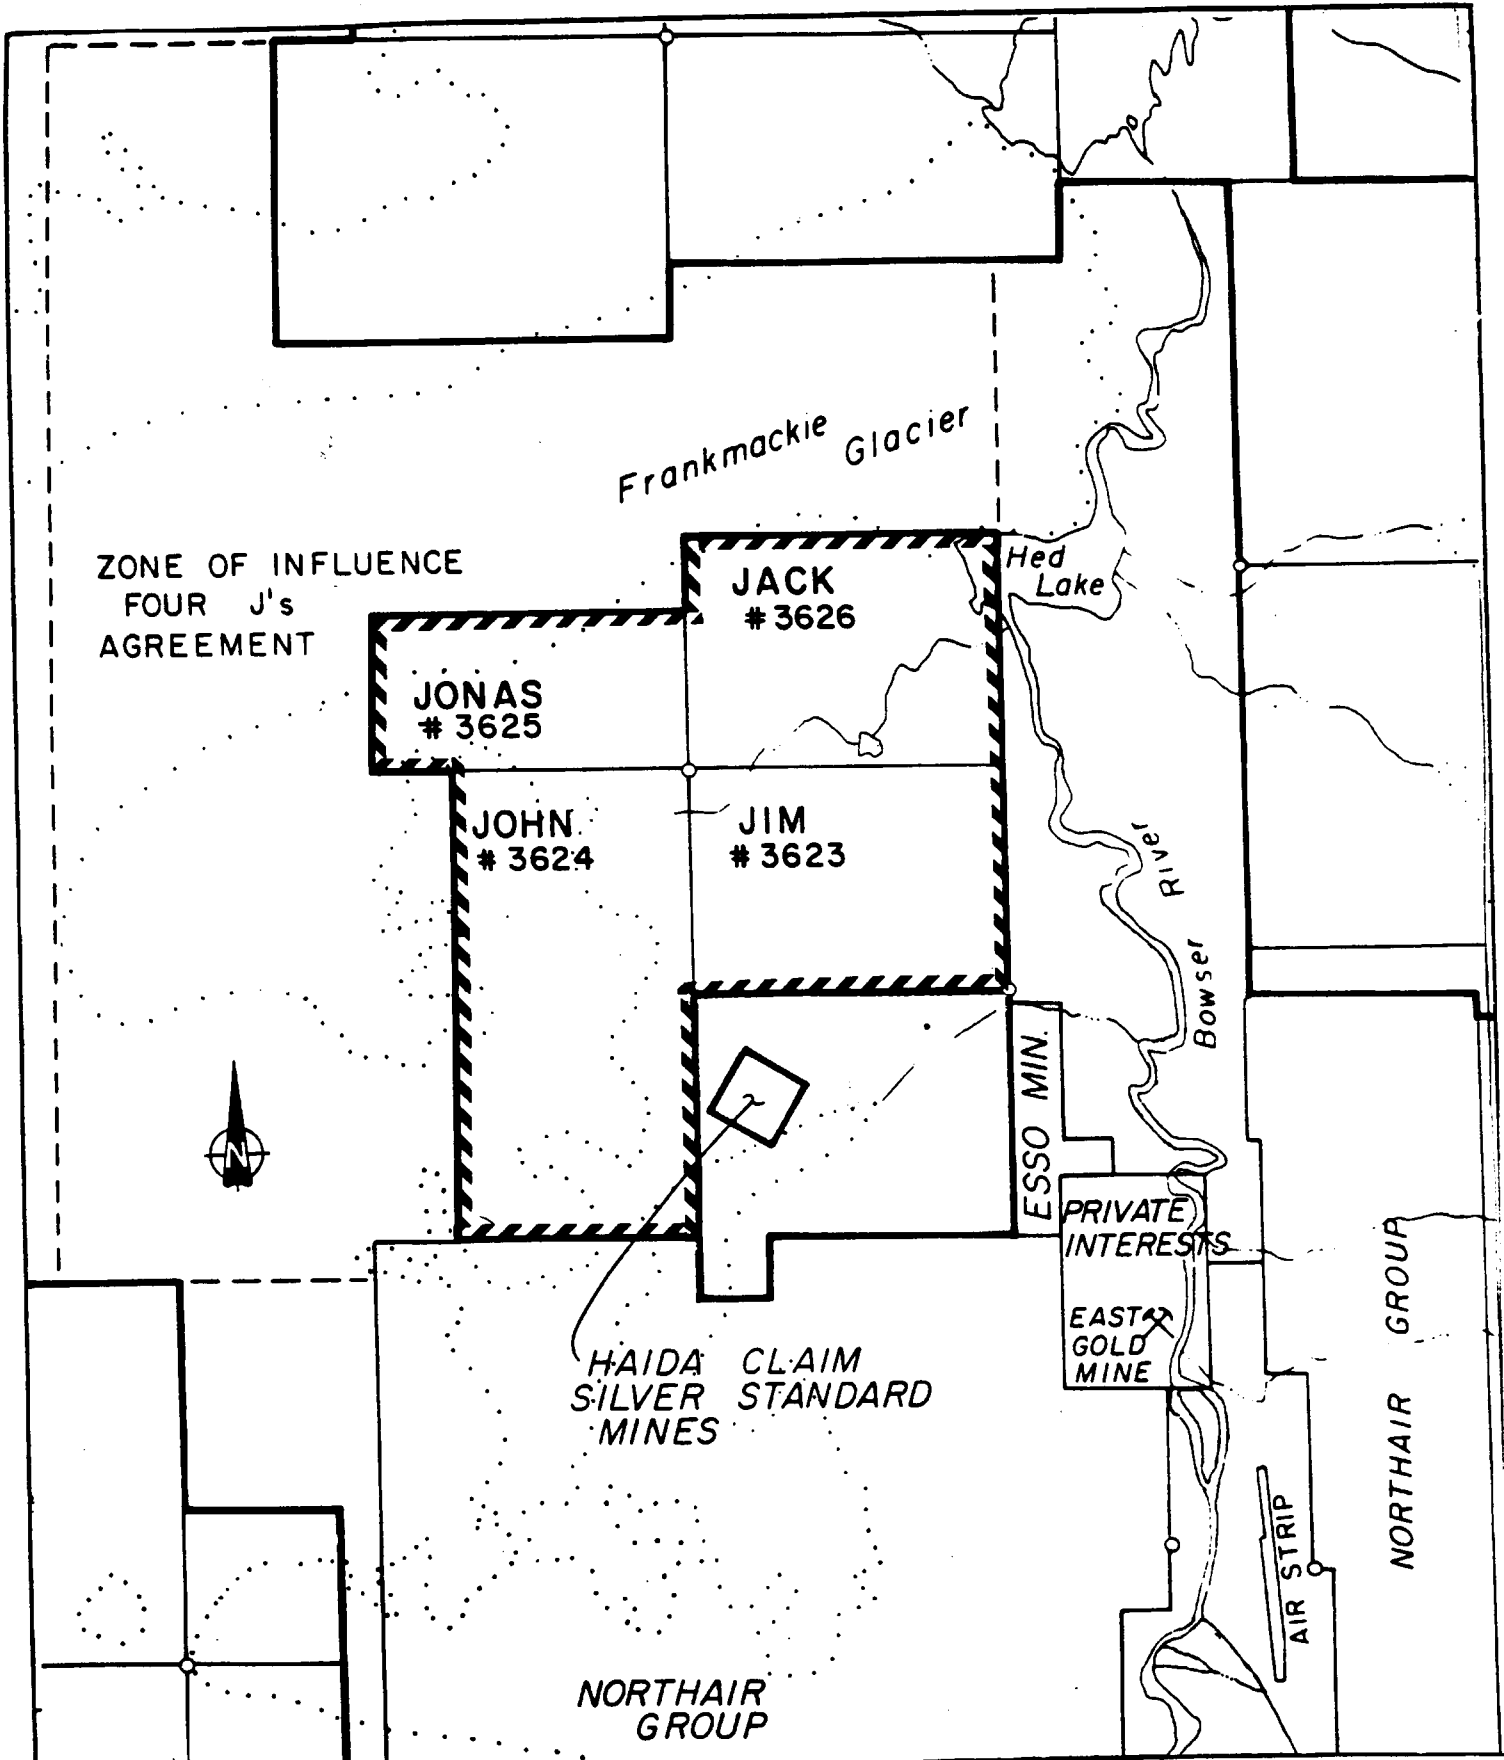 Frankmackie Glacier
ZONE OF INFLUENCE
FOUR J's
AGREEMENT
JACK
# 3626
Hed
Lake
JONAS
# 3625
JOHN
# 3624
JIM
# 3623
Bowser River
N
ESSO MIN.
PRIVATE
INTERESTS
EAST
GOLD
MINE
HAIDA CLAIM
SILVER STANDARD
MINES
NORTHAIR GROUP
AIR STRIP
NORTHAIR
GROUP